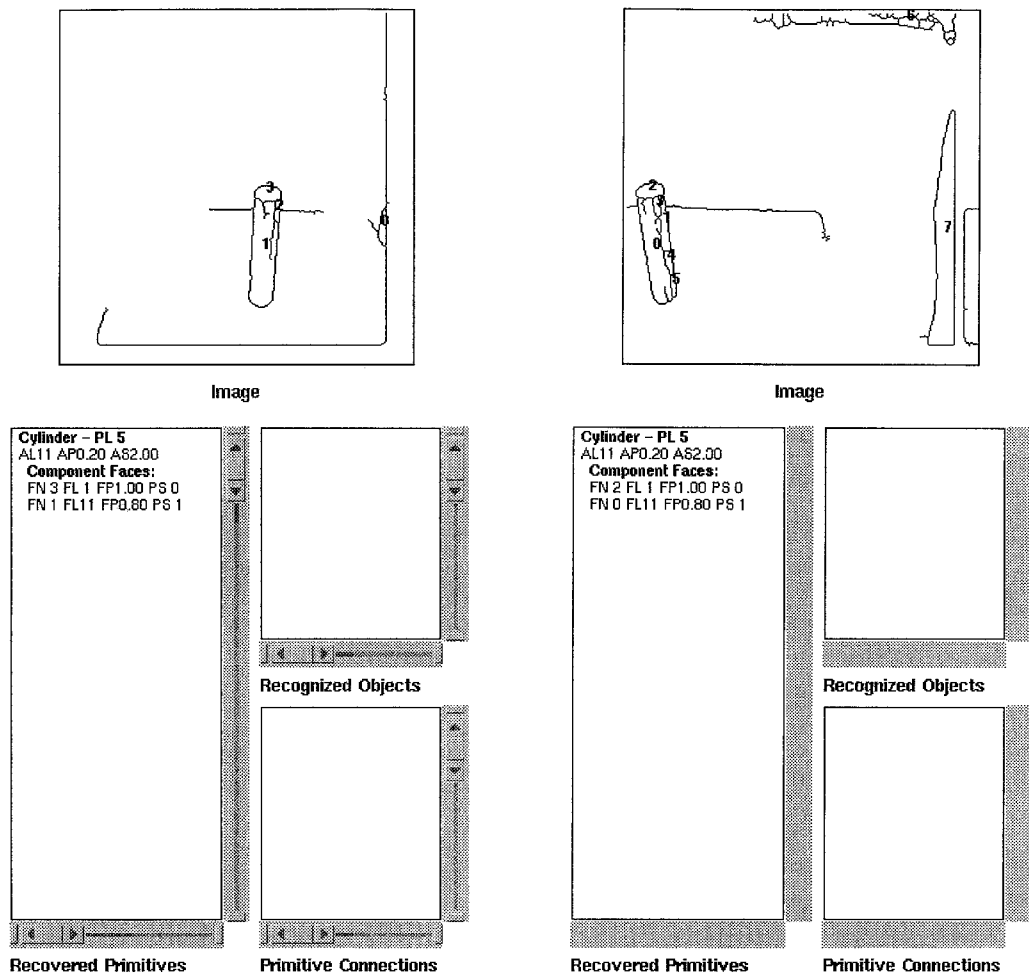 3
2
0
1
Image
Cylinder – PL 5
AL11 AP0.20 AS2.00
Component Faces:
FN 3 FL 1 FP1.00 PS 0
FN 1 FL11 FP0.80 PS 1
Recognized Objects
Recovered Primitives
Primitive Connections
6
2
3
1
7
0
4
5
Image
Cylinder – PL 5
AL11 AP0.20 AS2.00
Component Faces:
FN 2 FL 1 FP1.00 PS 0
FN 0 FL11 FP0.80 PS 1
Recognized Objects
Recovered Primitives
Primitive Connections